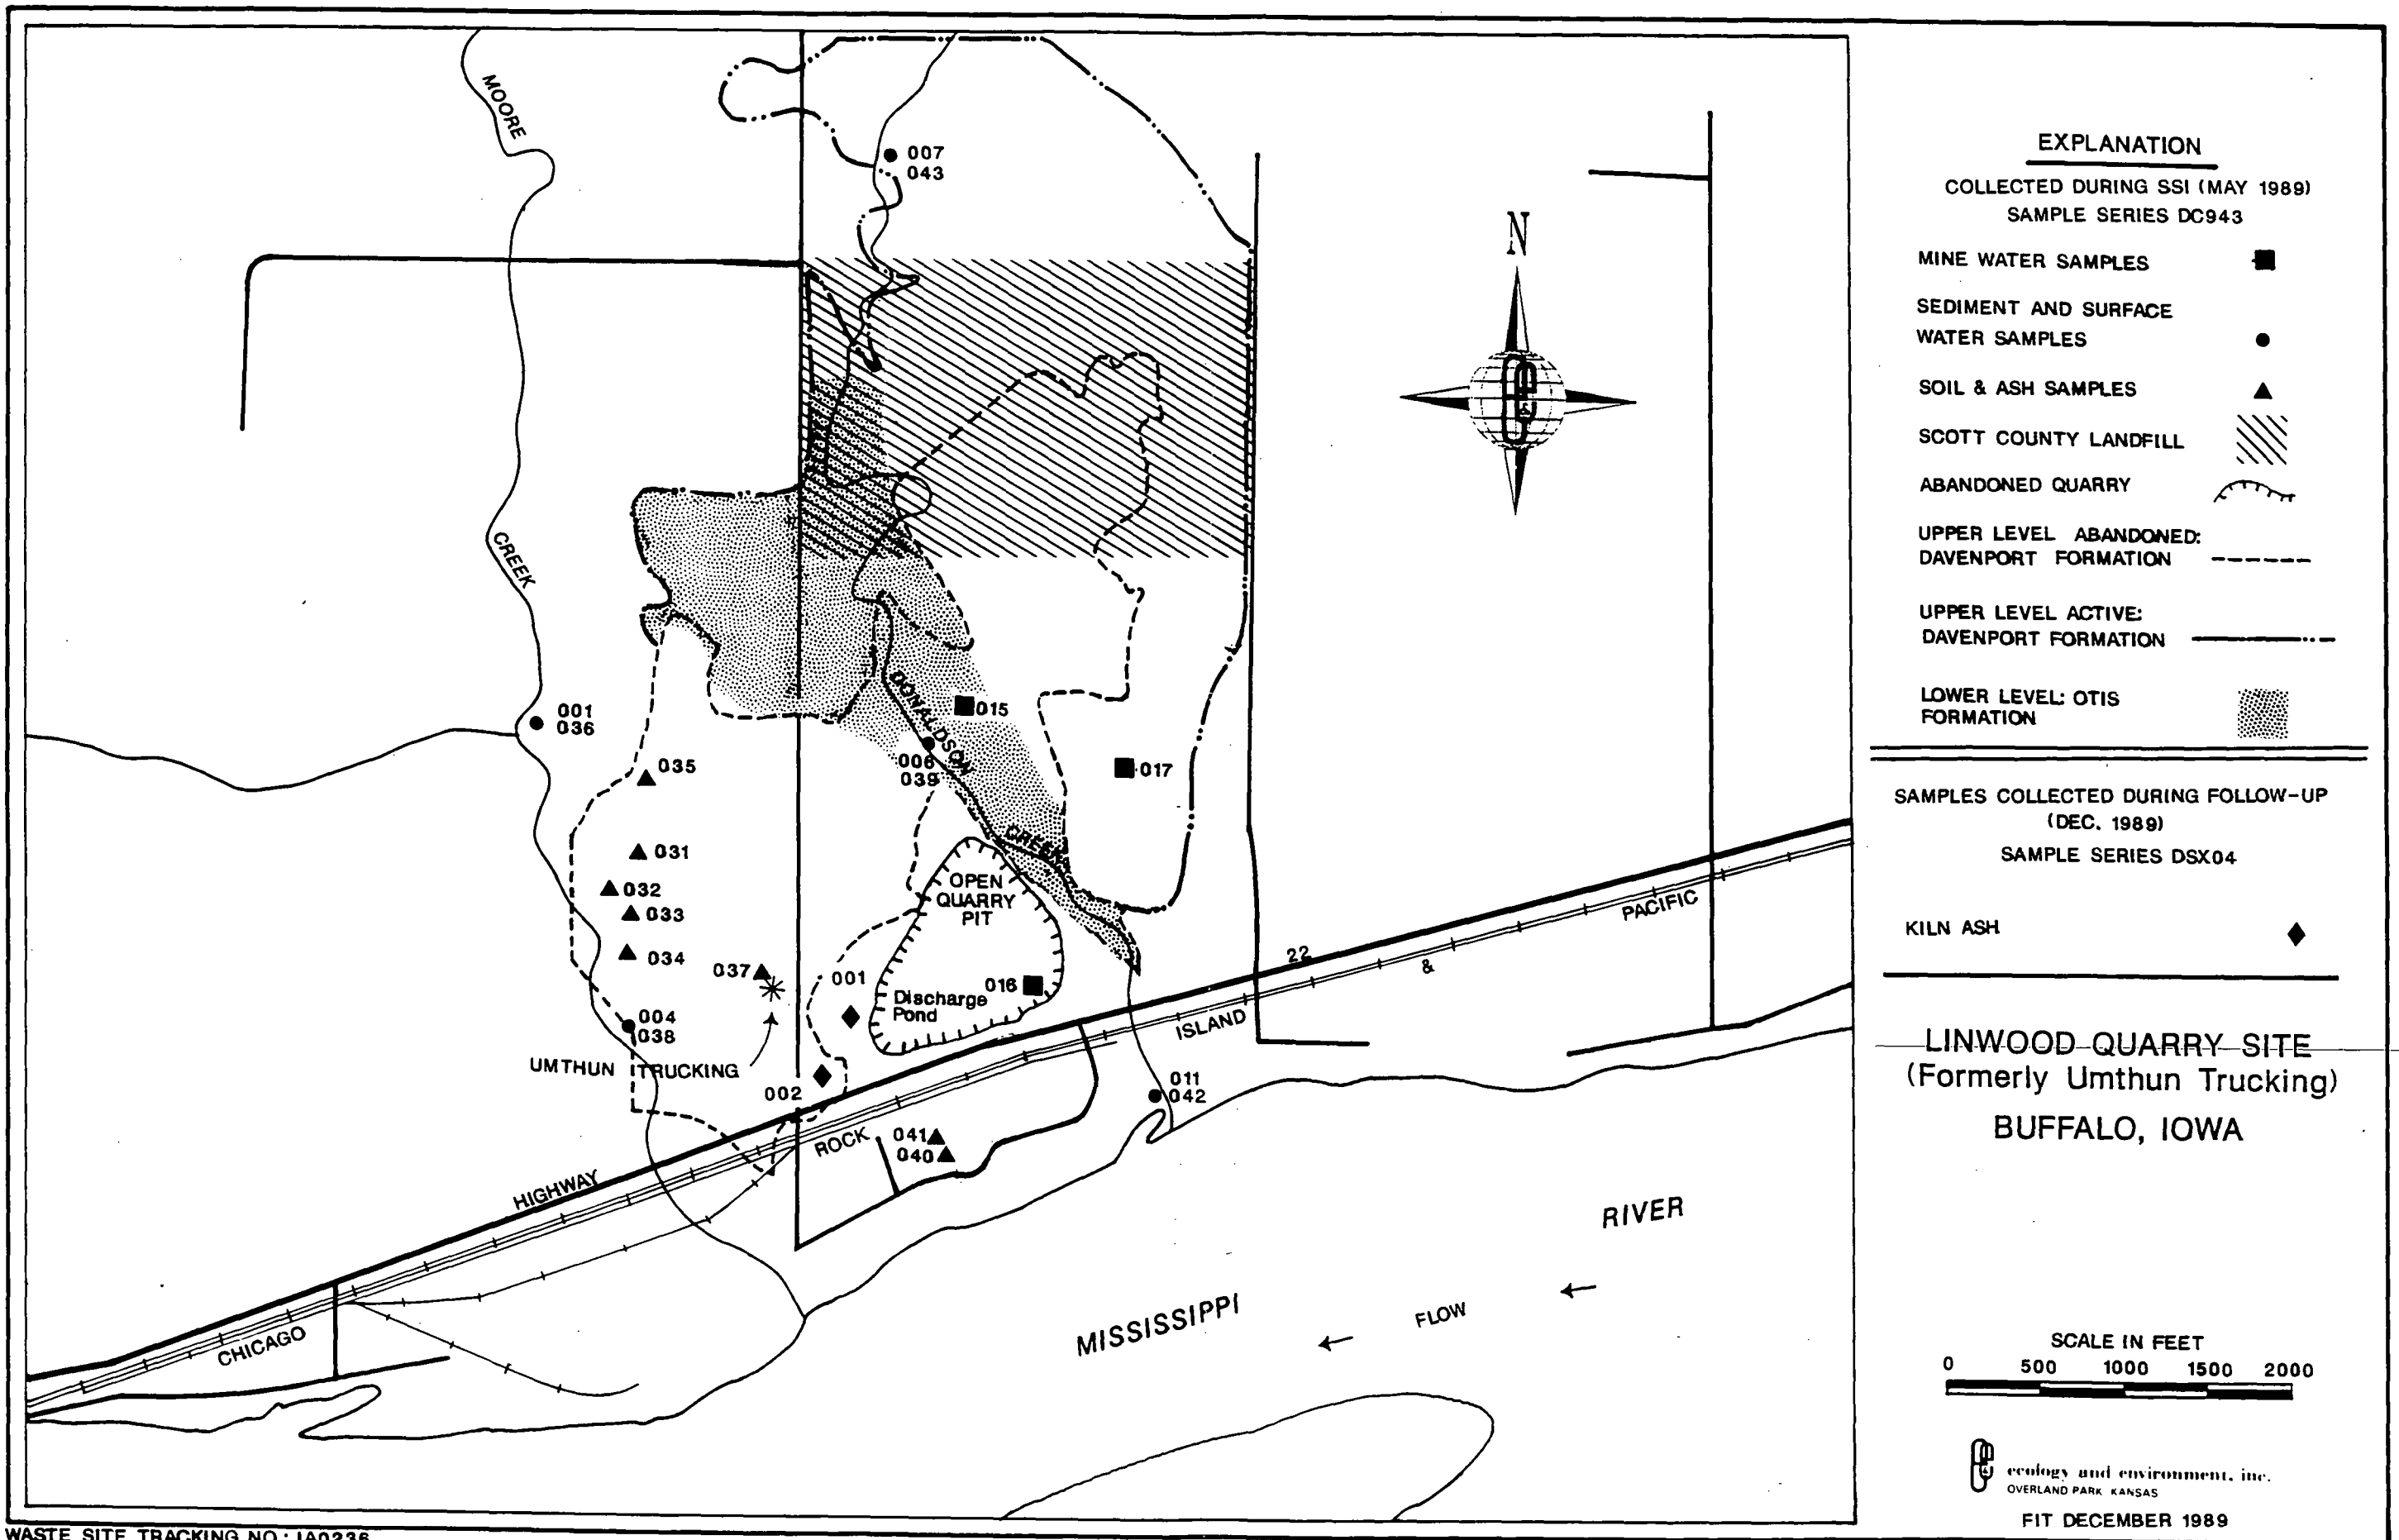 MOORE
007
043
CREEK
001
036
035
031
032
033
034
037
004
038
UMTHUN TRUCKING
001
002
DONALDSON
CREEK
015
006
039
017
OPEN
QUARRY
PIT
016
Discharge
Pond
011
042
041
040
HIGHWAY
22
CHICAGO
ROCK
ISLAND
&
PACIFIC
MISSISSIPPI
RIVER
FLOW
N
EXPLANATION
COLLECTED DURING SSI (MAY 1989)
SAMPLE SERIES DC943
MINE WATER SAMPLES
SEDIMENT AND SURFACE
WATER SAMPLES
SOIL & ASH SAMPLES
SCOTT COUNTY LANDFILL
ABANDONED QUARRY
UPPER LEVEL ABANDONED:
DAVENPORT FORMATION
UPPER LEVEL ACTIVE:
DAVENPORT FORMATION
LOWER LEVEL: OTIS
FORMATION
SAMPLES COLLECTED DURING FOLLOW-UP
(DEC. 1989)
SAMPLE SERIES DSX04
KILN ASH
LINWOOD QUARRY SITE
(Formerly Umthun Trucking)
BUFFALO, IOWA
SCALE IN FEET
0 500 1000 1500 2000
ecology and environment, inc.
OVERLAND PARK KANSAS
FIT DECEMBER 1989
WASTE SITE TRACKING NO.: IA0236